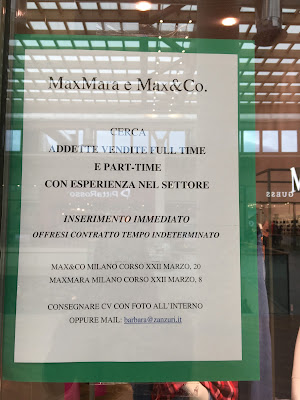 MaxMara e Max&Co.
CERCA
ADDETTE VENDITE FULL TIME
E PART-TIME
CON ESPERIENZA NEL SETTORE
INSERIMENTO IMMEDIATO
OFFRESI CONTRATTO TEMPO INDETERMINATO
MAX&CO MILANO CORSO XXII MARZO, 20
MAXMARA MILANO CORSO XXII MARZO, 8
CONSEGNARE CV CON FOTO ALL'INTERNO
OPPURE MAIL: barbara@zanzuri.it
GUESS